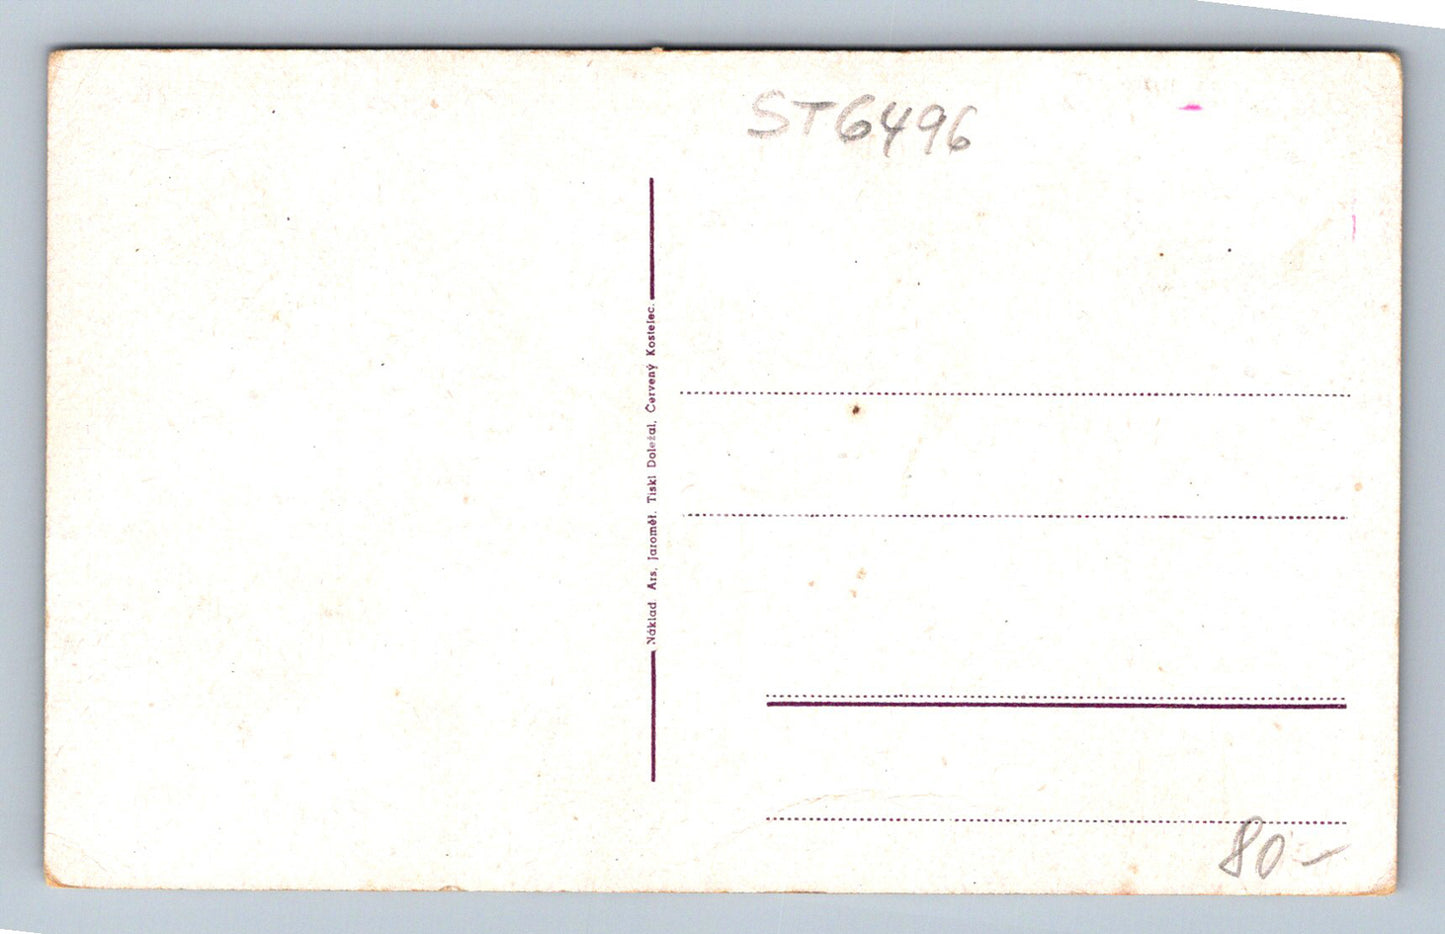 ST6496
Náklad. Ars, Jaroměř. Tiskl Doležal, Červený Kostelec.
80-